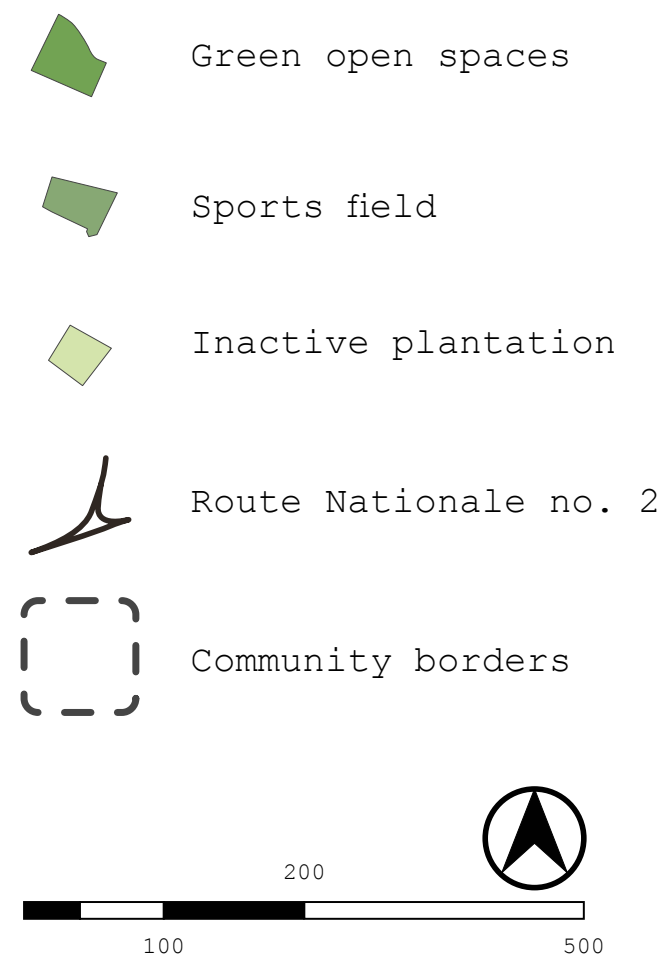 Green open spaces
Sports field
Inactive plantation
Route Nationale no. 2
Community borders
200
100
500